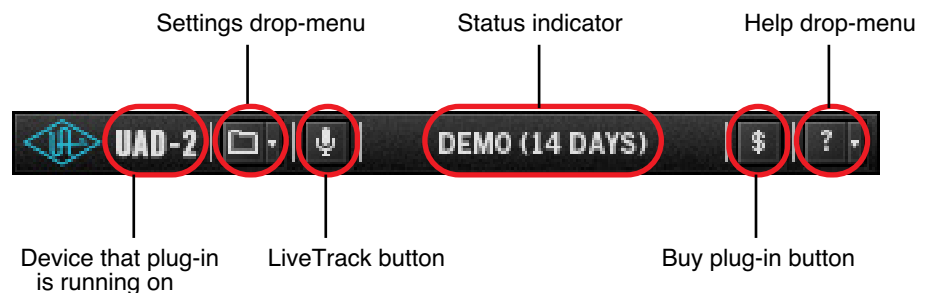 Settings drop-menu
Status indicator
Help drop-menu
UA UAD-2 DEMO (14 DAYS) $ ?
Device that plug-in
is running on
LiveTrack button
Buy plug-in button